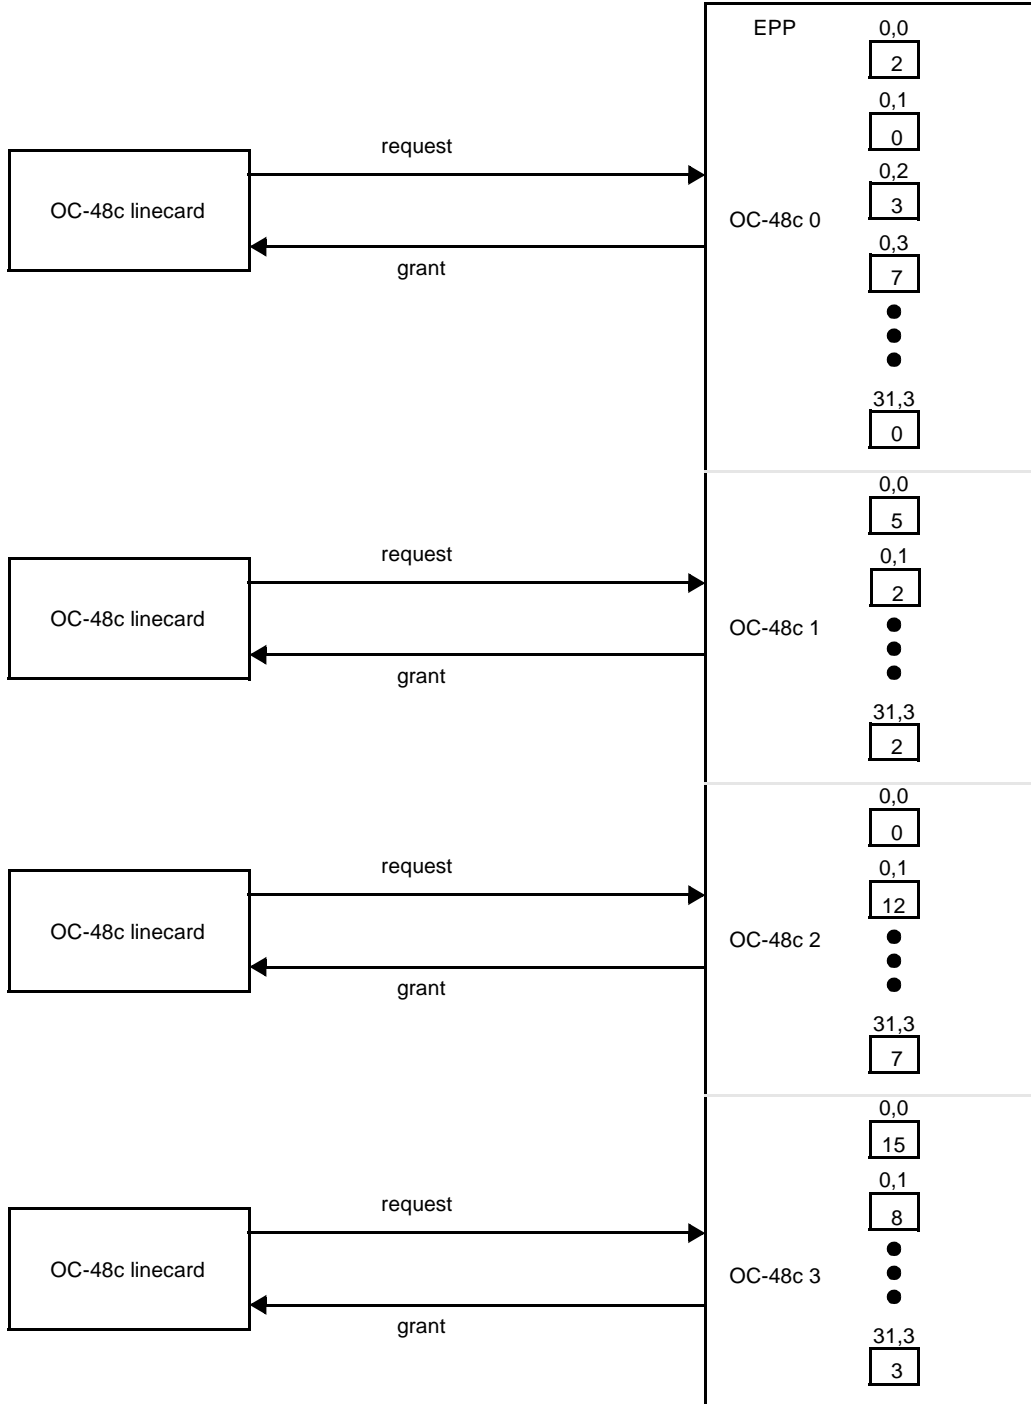 EPP
0,0
2
0,1
0
request
0,2
3
OC-48c linecard
OC-48c 0
0,3
grant
7
31,3
0
0,0
5
request
0,1
2
OC-48c linecard
OC-48c 1
grant
31,3
2
0,0
0
request
0,1
12
OC-48c linecard
OC-48c 2
grant
31,3
7
0,0
15
0,1
request
8
OC-48c linecard
OC-48c 3
grant
31,3
3